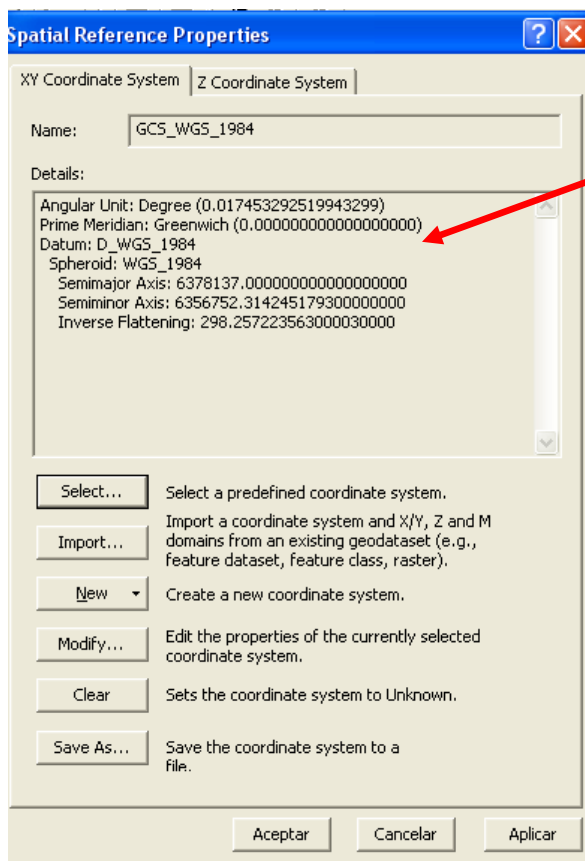 Spatial Reference Properties
XY Coordinate System
Z Coordinate System
Name:
GCS_WGS_1984
Details:
Angular Unit: Degree (0.017453292519943299)
Prime Meridian: Greenwich (0.000000000000000000)
Datum: D_WGS_1984
Spheroid: WGS_1984
Semimajor Axis: 6378137.000000000000000000
Semiminor Axis: 6356752.314245179300000000
Inverse Flattening: 298.257223563000030000
Select...
Select a predefined coordinate system.
Import...
Import a coordinate system and X/Y, Z and M
domains from an existing geodataset (e.g.,
feature dataset, feature class, raster).
New
Create a new coordinate system.
Modify...
Edit the properties of the currently selected
coordinate system.
Clear
Sets the coordinate system to Unknown.
Save As...
Save the coordinate system to a
file.
Aceptar
Cancelar
Aplicar